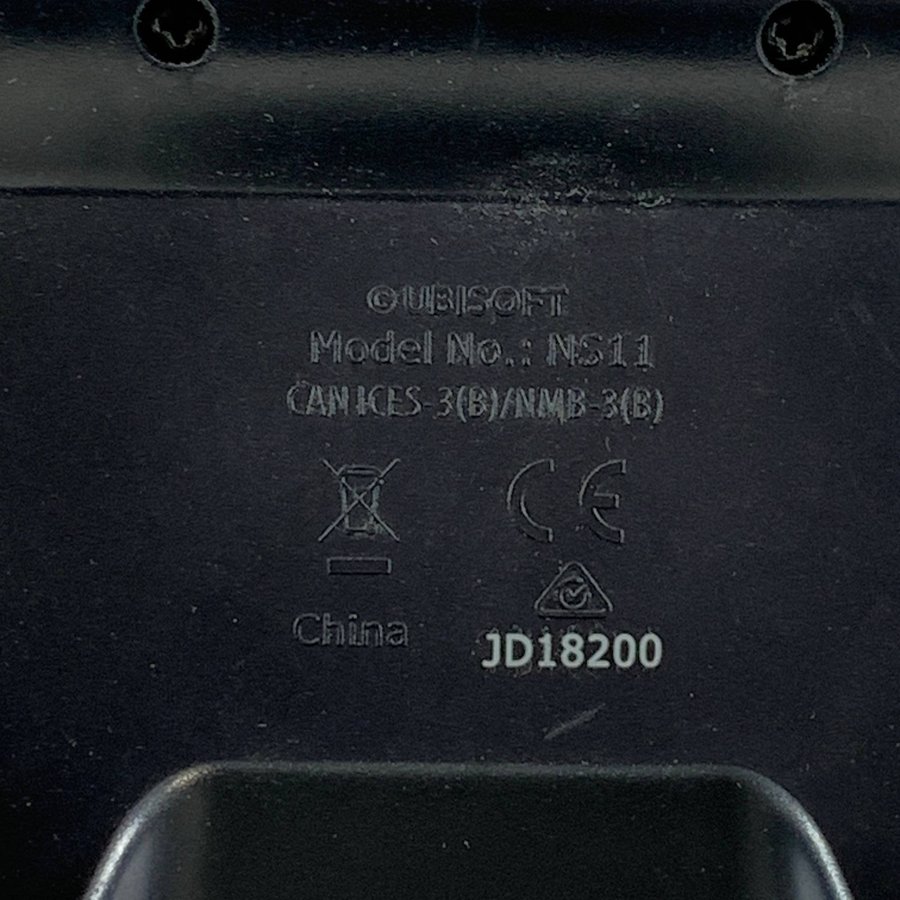 ©UBISOFT
Model No.: NS11
CAN ICES-3(B)/NMB-3(B)
CE
China
JD18200